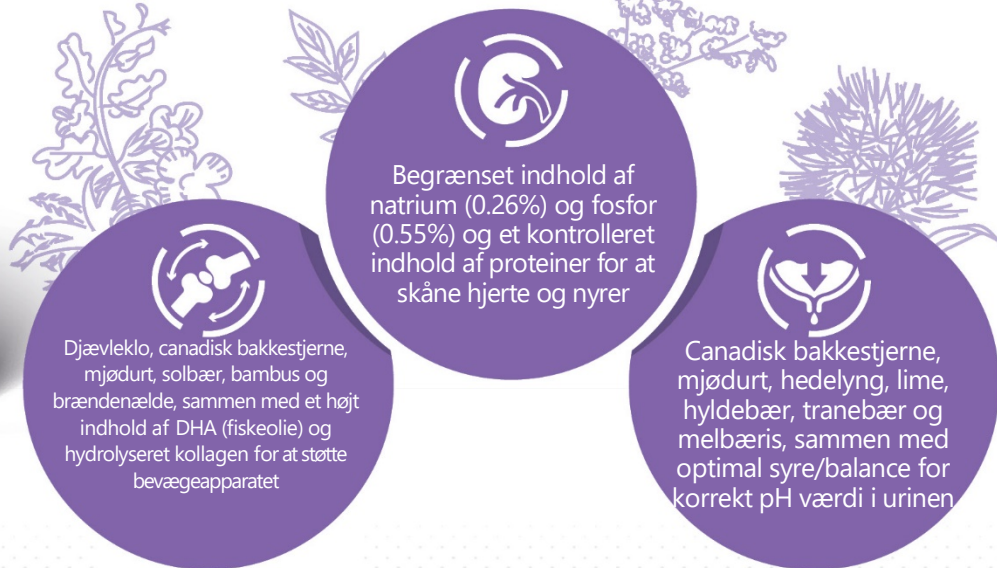 Begrænset indhold af
natrium (0.26%) og fosfor
(0.55%) og et kontrolleret
indhold af proteiner for at
skåne hjerte og nyrer
Djævleklo, canadisk bakkestjerne,
mjødurt, solbær, bambus og
brændenælde, sammen med et højt
indhold af DHA (fiskeolie) og
hydrolyseret kollagen for at støtte
bevægeapparatet
Canadisk bakkestjerne,
mjødurt, hedelyng, lime,
hyldebær, tranebær og
melbæris, sammen med
optimal syre/balance for
korrekt pH værdi i urinen